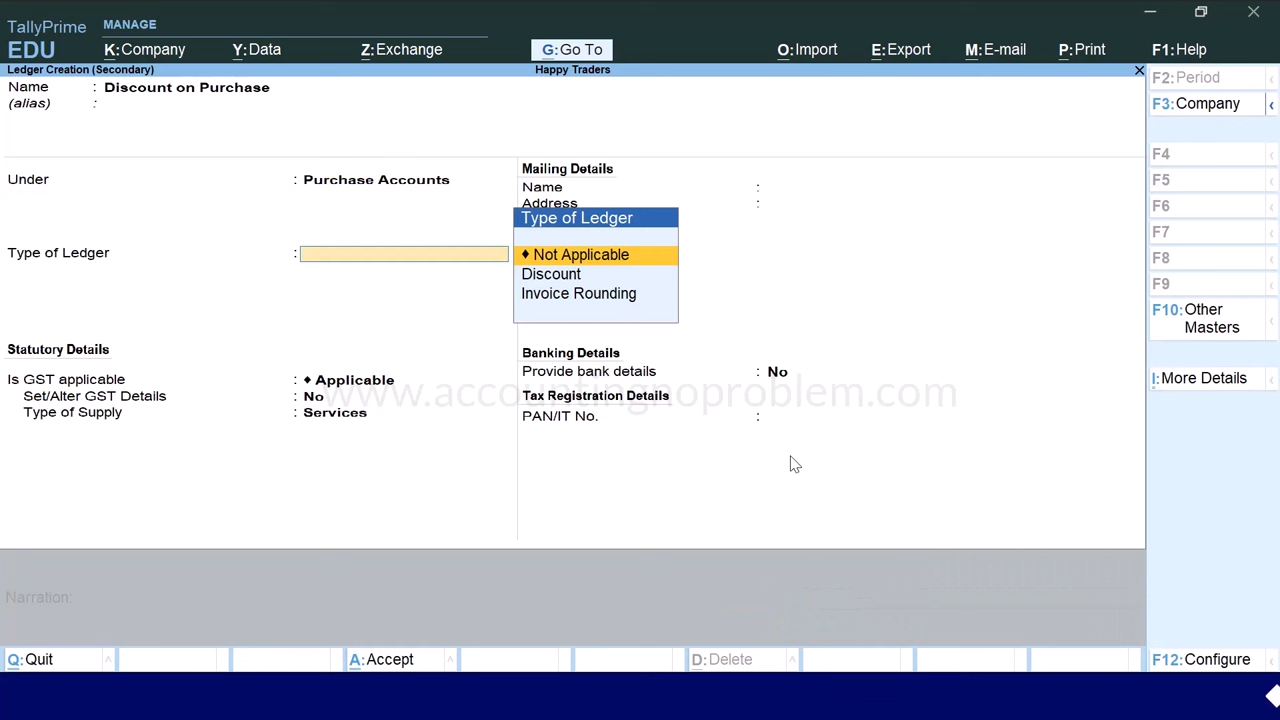 TallyPrime MANAGE
EDU K:Company Y:Data Z:Exchange G:Go To O:Import E:Export M:E-mail P:Print F1:Help
Ledger Creation (Secondary) Happy Traders
Name : Discount on Purchase
(alias) :
F2:Period
F3:Company
F4
F5
F6
F7
F8
F9
F10:Other Masters
I:More Details
Under : Purchase Accounts
Type of Ledger :
Mailing Details
Name :
Address :
Type of Ledger
♦ Not Applicable
Discount
Invoice Rounding
Statutory Details
Is GST applicable : ♦ Applicable
Set/Alter GST Details : No
Type of Supply : Services
Banking Details
Provide bank details : No
Tax Registration Details
PAN/IT No. :
www.accountingnoproblem.com
Narration:
Q:Quit A:Accept D:Delete F12:Configure